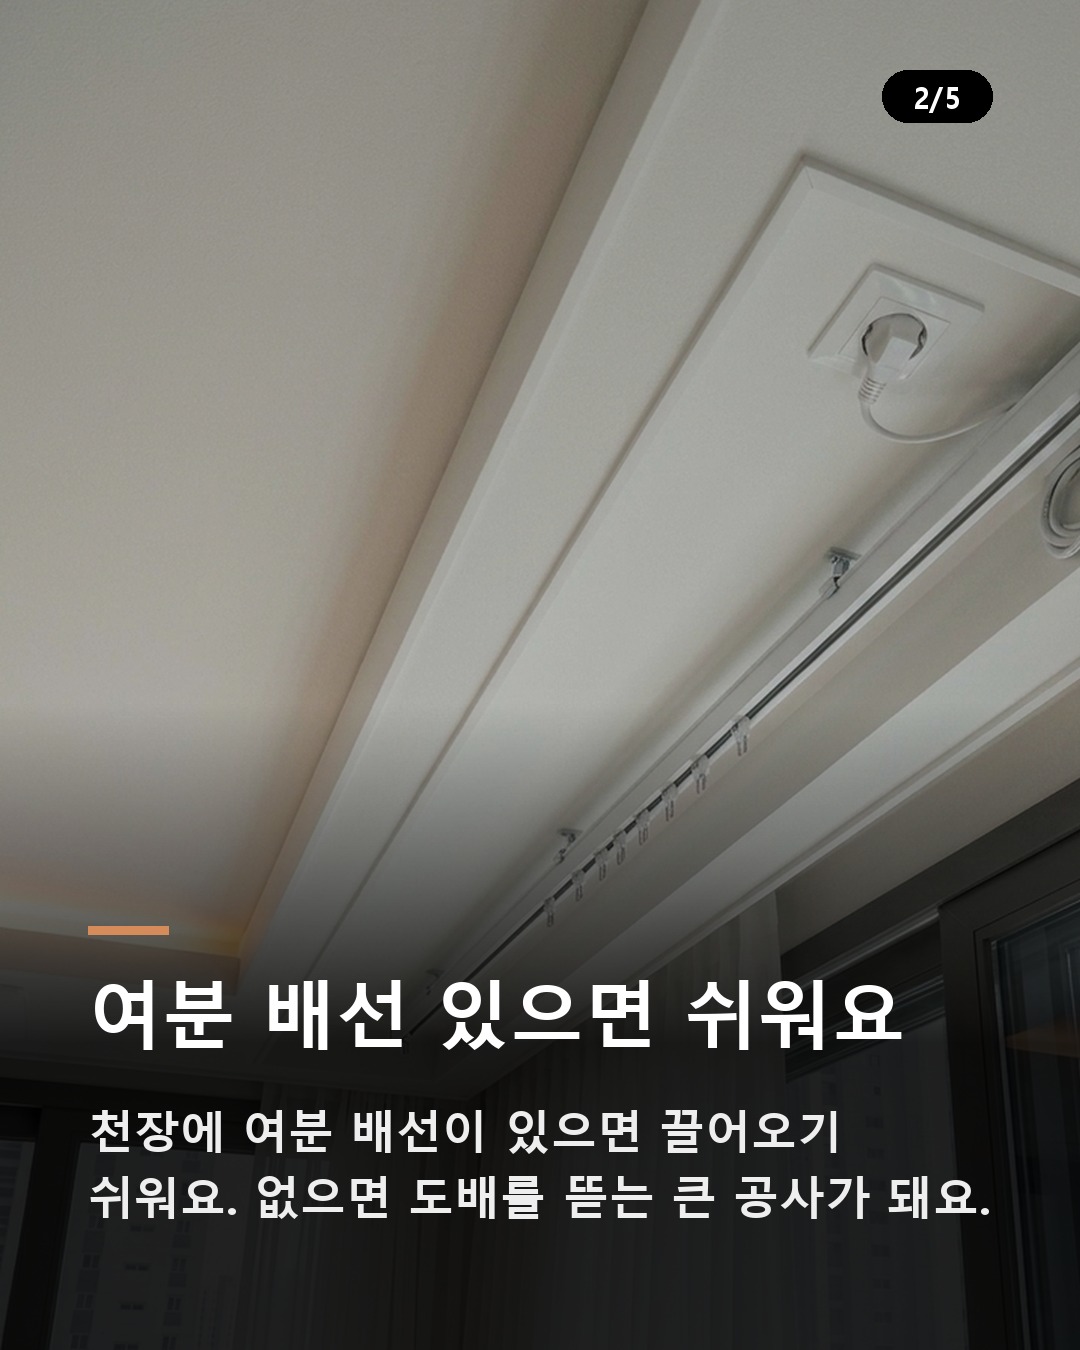 2/5
여분 배선 있으면 쉬워요
천장에 여분 배선이 있으면 끌어오기
쉬워요. 없으면 도배를 뜯는 큰 공사가 돼요.